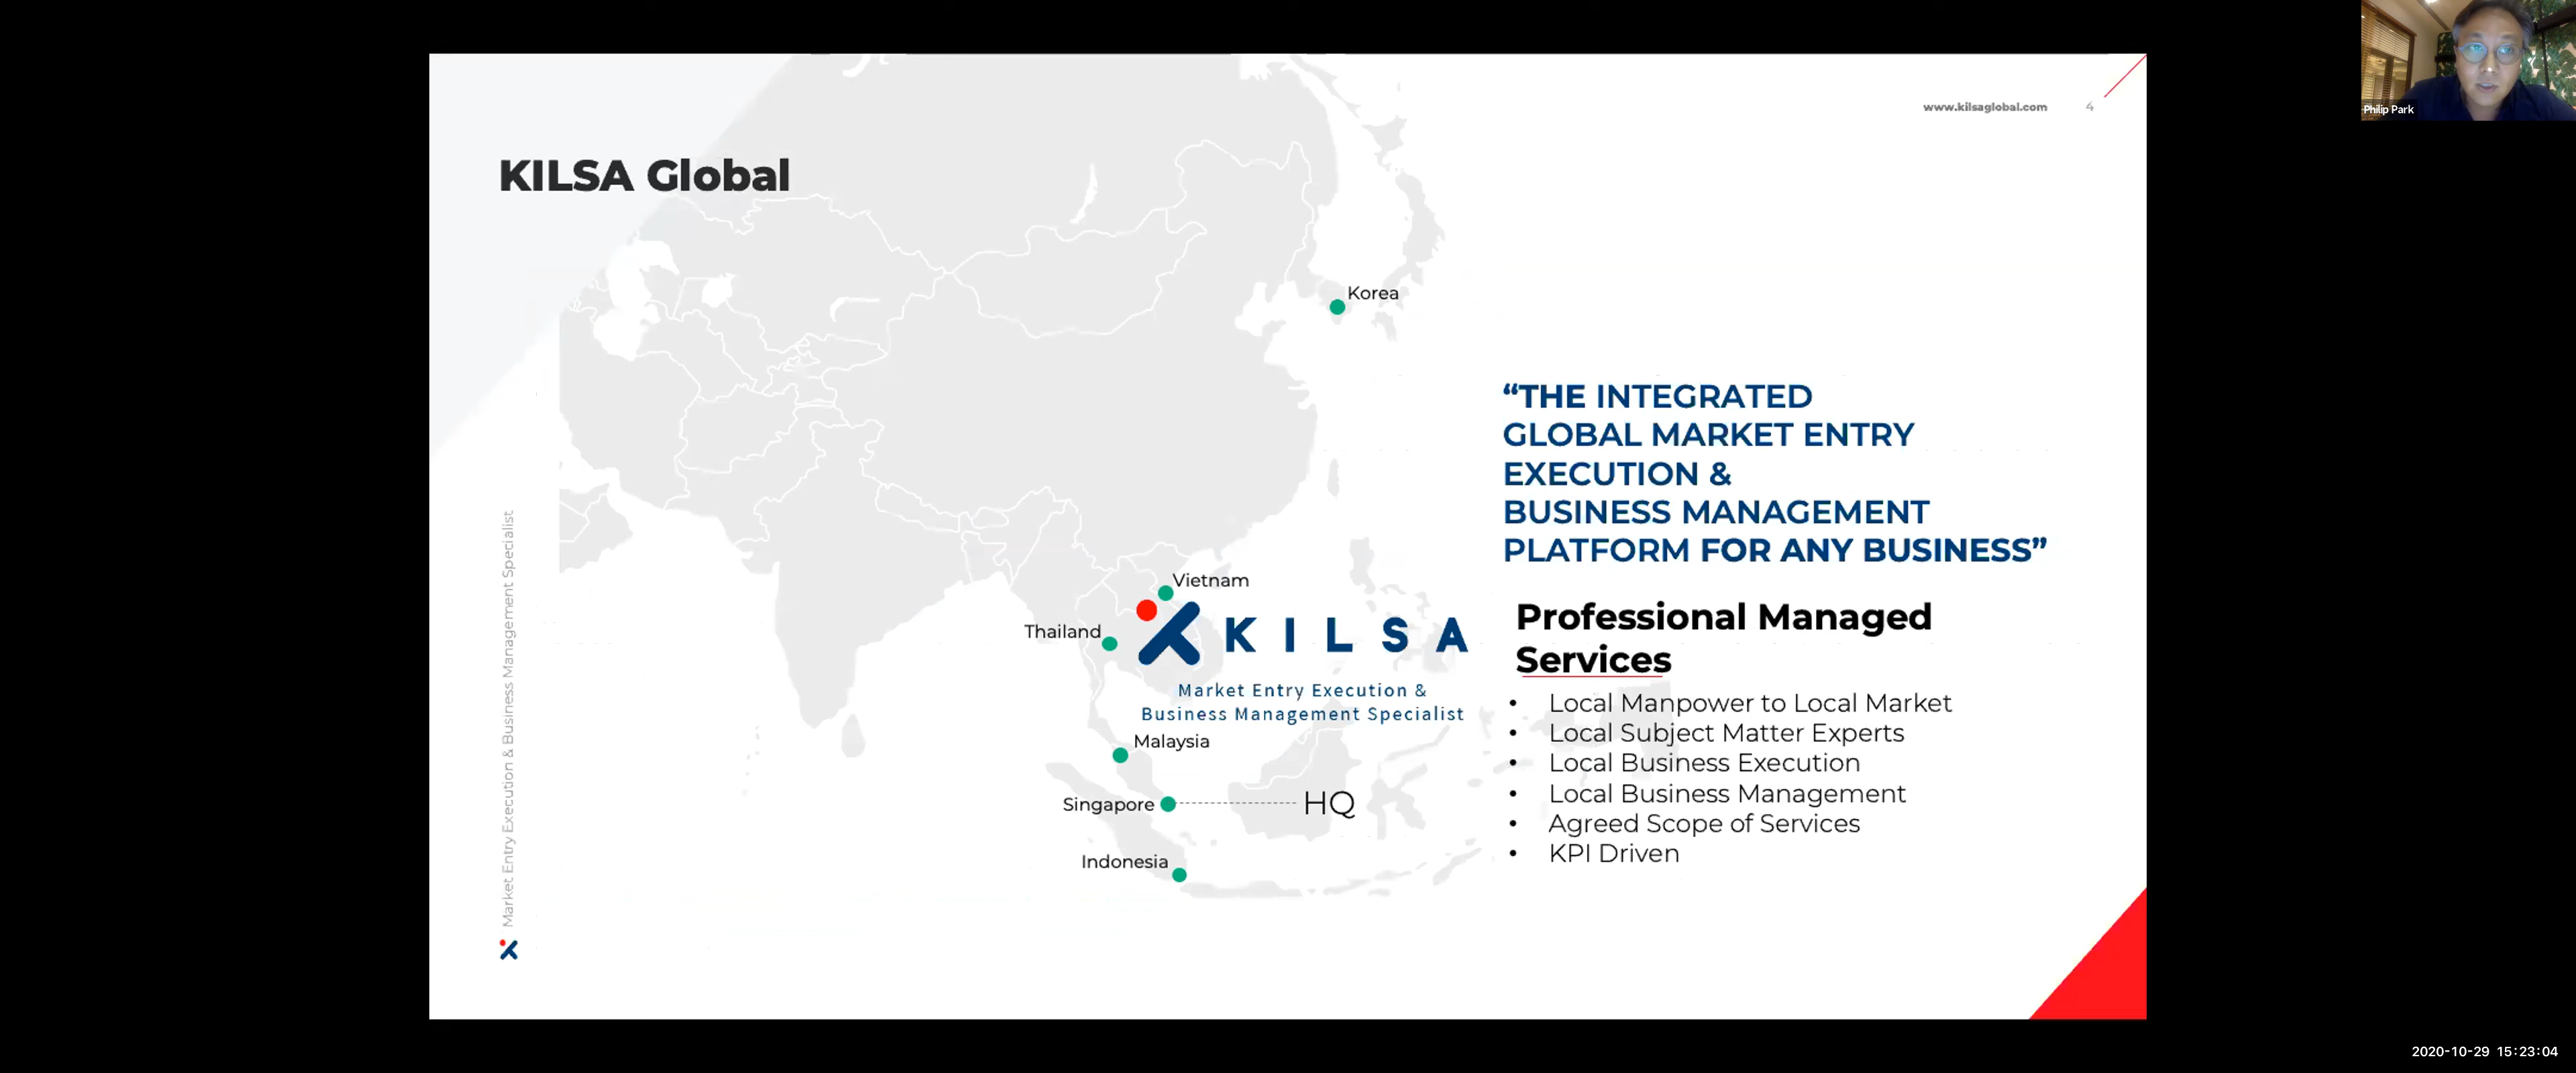 www.kilsaglobal.com 4
Philip Park
KILSA Global
Korea
“THE INTEGRATED
GLOBAL MARKET ENTRY
EXECUTION &
BUSINESS MANAGEMENT
PLATFORM FOR ANY BUSINESS”
Vietnam
Thailand
KILSA
Market Entry Execution &
Business Management Specialist
Malaysia
Singapore
HQ
Indonesia
Professional Managed
Services
• Local Manpower to Local Market
• Local Subject Matter Experts
• Local Business Execution
• Local Business Management
• Agreed Scope of Services
• KPI Driven
Market Entry Execution & Business Management Specialist
2020-10-29 15:23:04